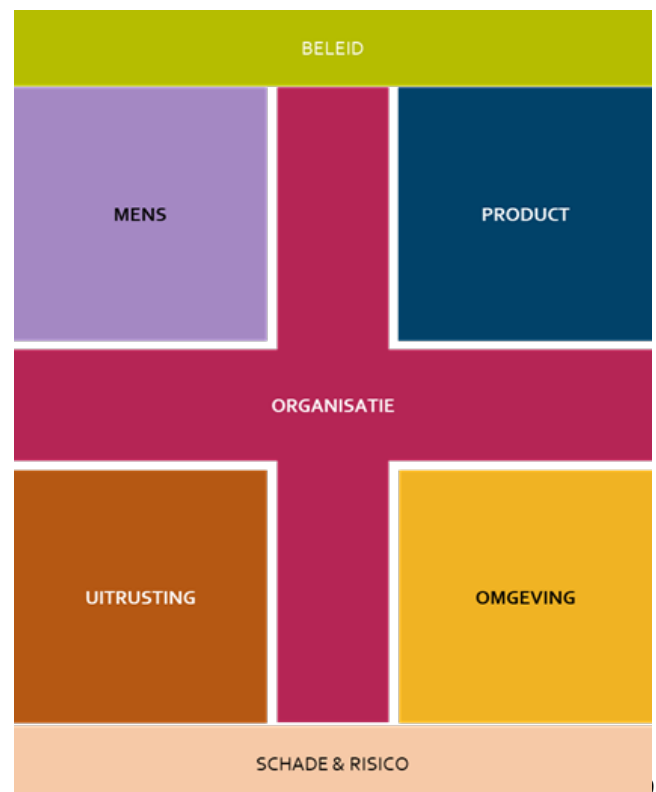 BELEID
MENS
PRODUCT
ORGANISATIE
UITRUSTING
OMGEVING
SCHADE & RISICO